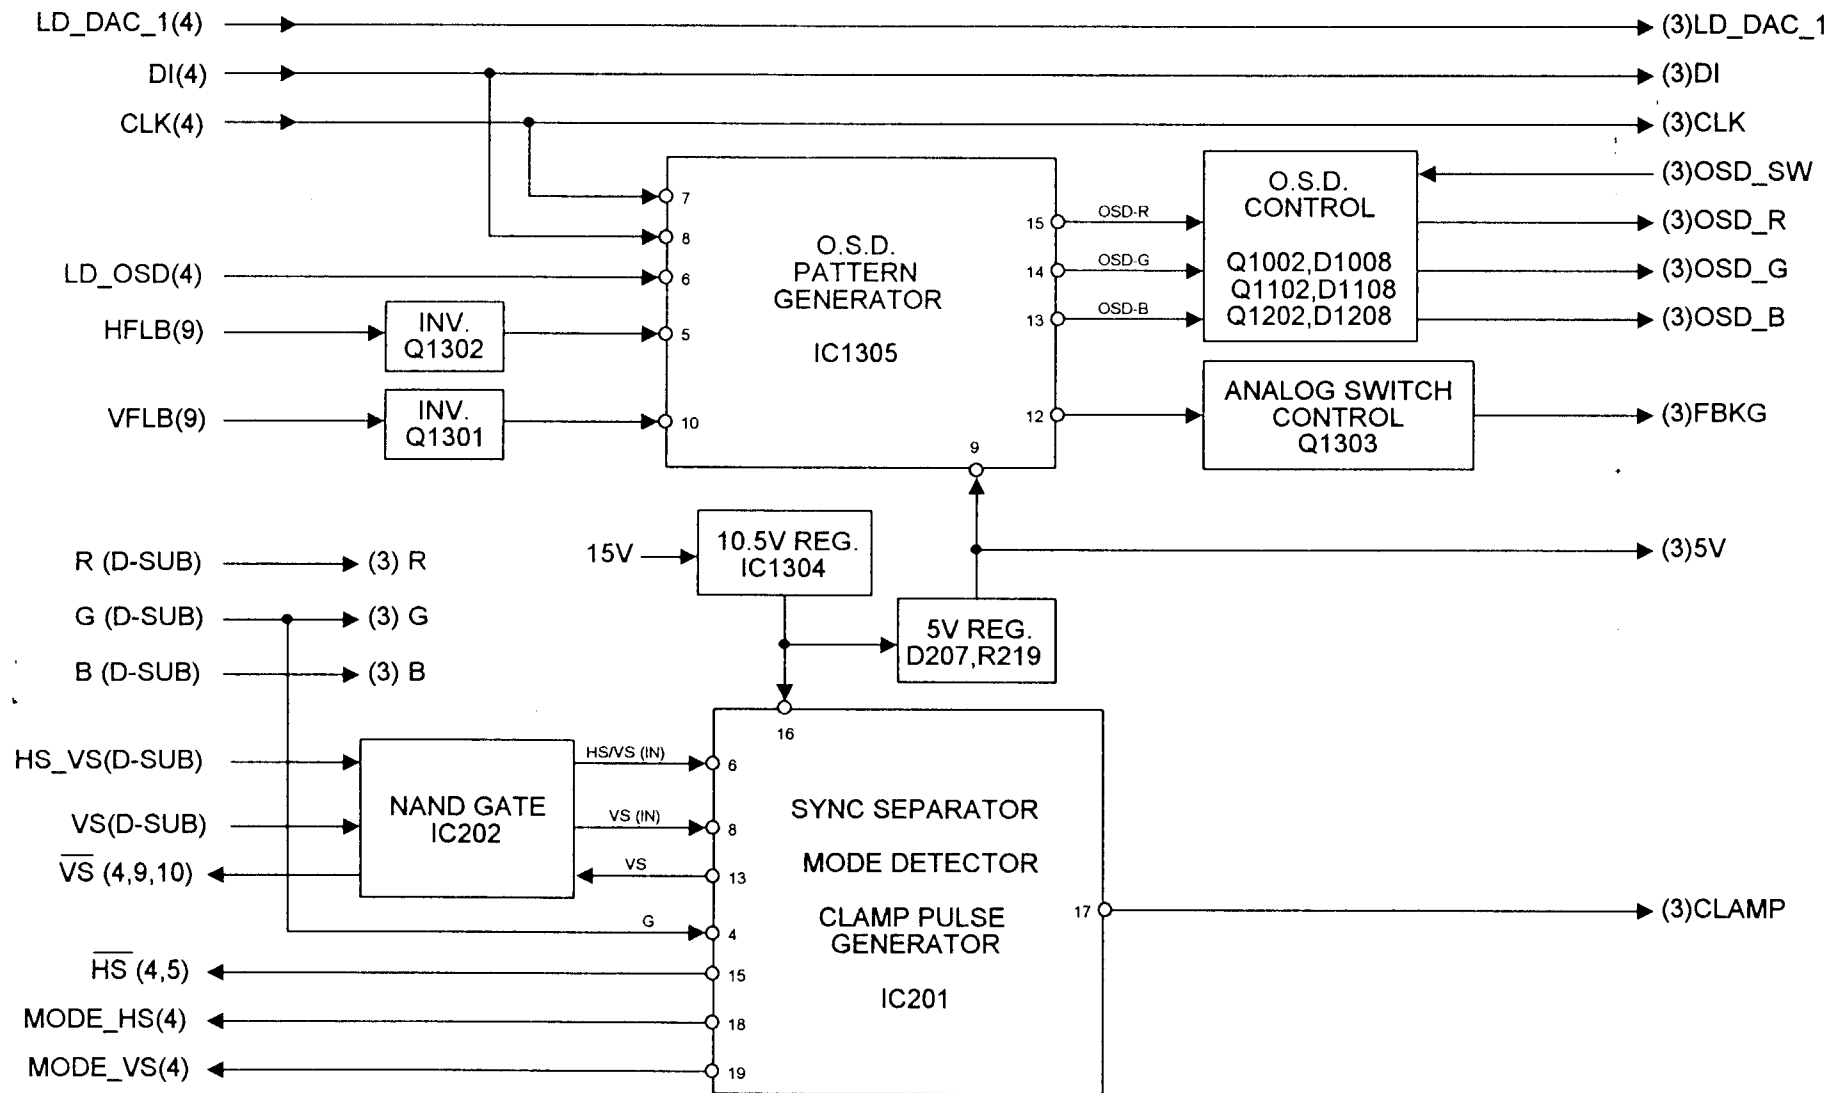 LD_DAC_1(4)
(3)LD_DAC_1
DI(4)
(3)DI
CLK(4)
(3)CLK
(3)OSD_SW
O.S.D.
CONTROL
Q1002,D1008
Q1102,D1108
Q1202,D1208
7
8
6
5
10
O.S.D.
PATTERN
GENERATOR
IC1305
15
14
13
12
9
OSD-R
OSD-G
OSD-B
(3)OSD_R
(3)OSD_G
(3)OSD_B
LD_OSD(4)
HFLB(9)
INV.
Q1302
VFLB(9)
INV.
Q1301
ANALOG SWITCH
CONTROL
Q1303
(3)FBKG
15V
10.5V REG.
IC1304
(3)5V
5V REG.
D207,R219
R (D-SUB)
(3) R
G (D-SUB)
(3) G
B (D-SUB)
(3) B
HS_VS(D-SUB)
VS(D-SUB)
VS (4,9,10)
NAND GATE
IC202
HS/VS (IN)
VS (IN)
VS
G
16
6
8
13
4
15
18
19
SYNC SEPARATOR
MODE DETECTOR
CLAMP PULSE
GENERATOR
IC201
17
(3)CLAMP
HS (4,5)
MODE_HS(4)
MODE_VS(4)